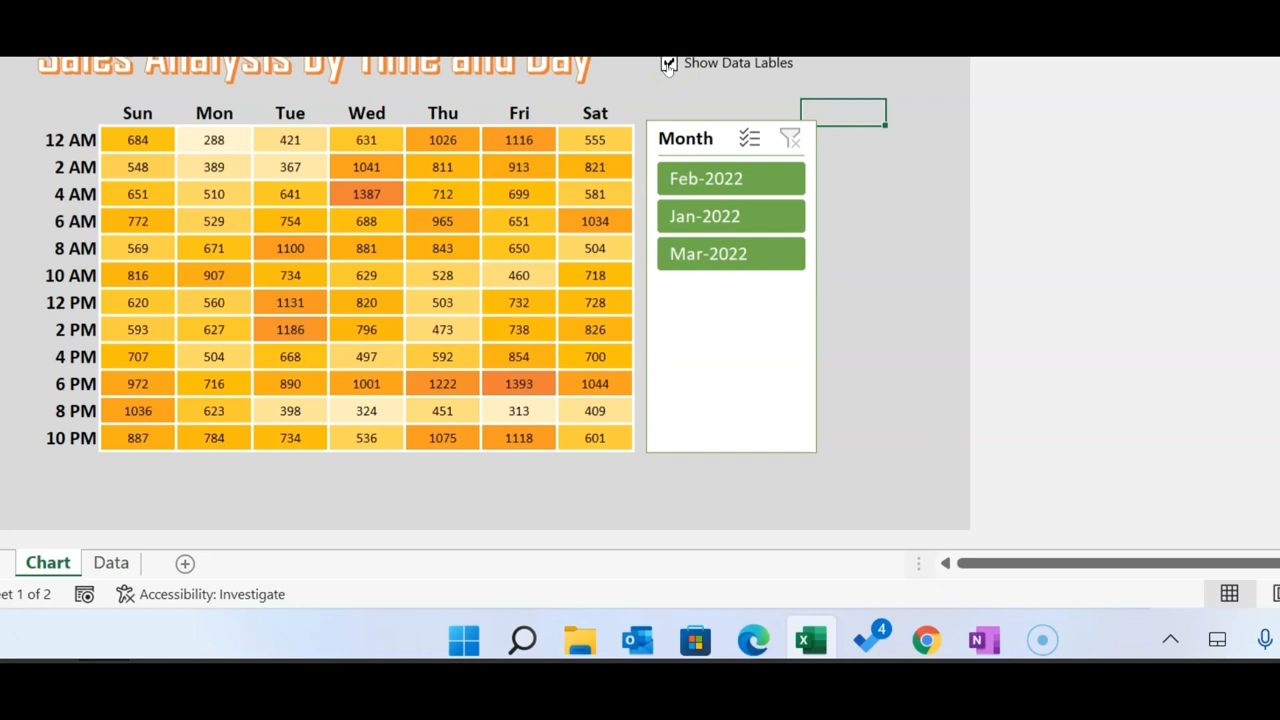 Sales Analysis by Time and Day
Show Data Lables
Sun Mon Tue Wed Thu Fri Sat
12 AM 684 288 421 631 1026 1116 555
2 AM 548 389 367 1041 811 913 821
4 AM 651 510 641 1387 712 699 581
6 AM 772 529 754 688 965 651 1034
8 AM 569 671 1100 881 843 650 504
10 AM 816 907 734 629 528 460 718
12 PM 620 560 1131 820 503 732 728
2 PM 593 627 1186 796 473 738 826
4 PM 707 504 668 497 592 854 700
6 PM 972 716 890 1001 1222 1393 1044
8 PM 1036 623 398 324 451 313 409
10 PM 887 784 734 536 1075 1118 601
Month
Feb-2022
Jan-2022
Mar-2022
Chart Data
eet 1 of 2 Accessibility: Investigate
4